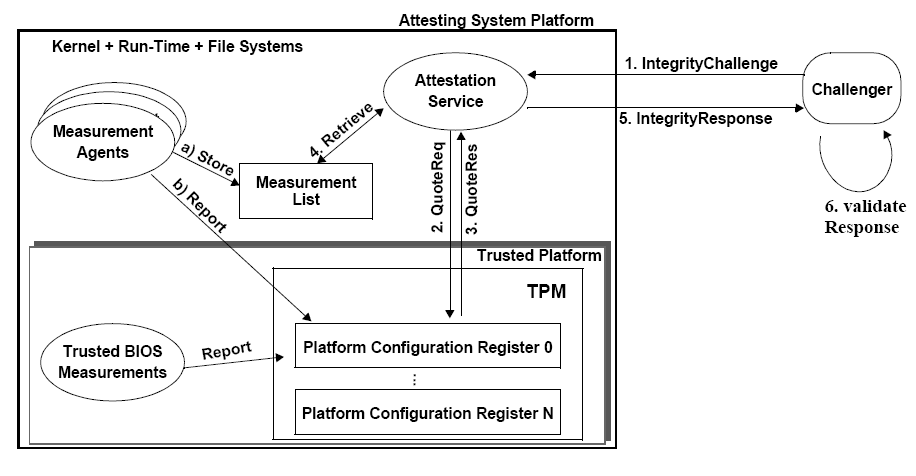 Attesting System Platform
Kernel + Run-Time + File Systems
Measurement
Agents
a) Store
b) Report
Measurement
List
4. Retrieve
Attestation
Service
2. QuoteReq
3. QuoteRes
1. IntegrityChallenge
5. IntegrityResponse
Challenger
6. validate
Response
Trusted Platform
TPM
Trusted BIOS
Measurements
Report
Platform Configuration Register 0
...
Platform Configuration Register N